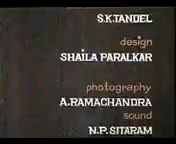 S.K.TANDEL
design
SHAILA PARALKAR
photography
A.RAMACHANDRA
sound
N.P.SITARAM